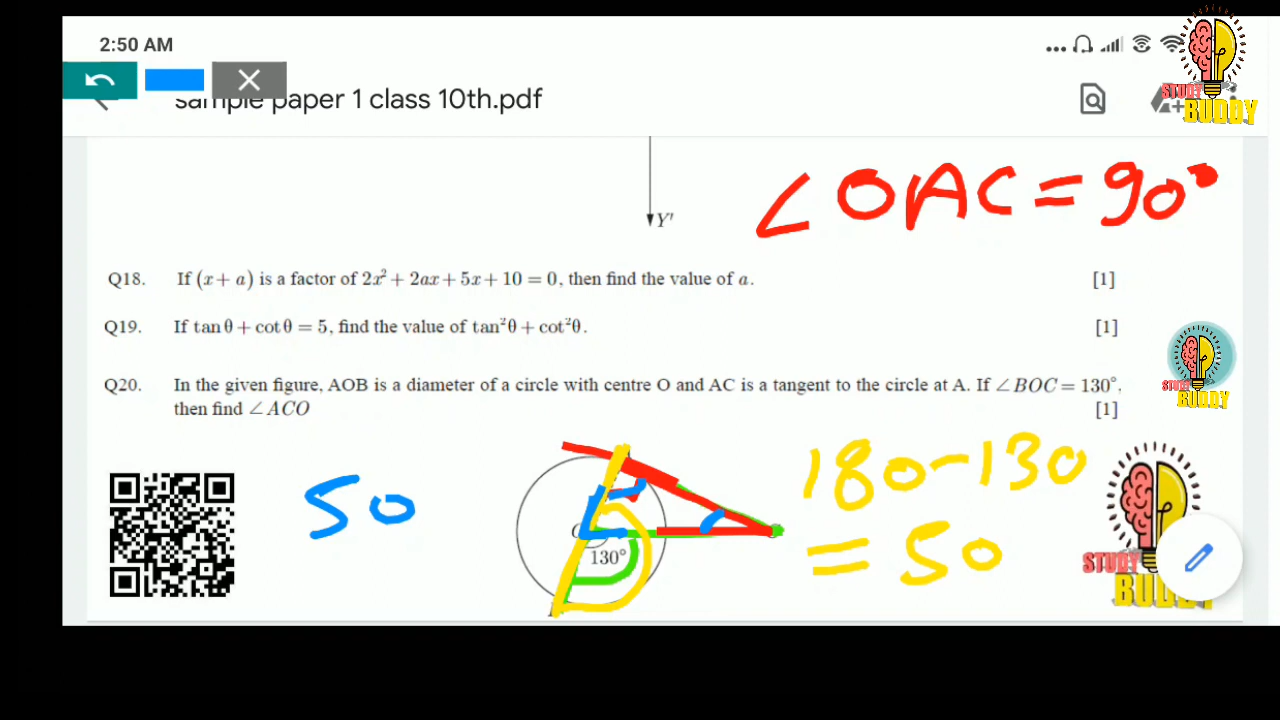 2:50 AM
STUDY
BUDDY
sample paper 1 class 10th.pdf
∠OAC = 90°
Y'
Q18. If (x + a) is a factor of 2x² + 2ax + 5x + 10 = 0, then find the value of a. [1]
Q19. If tan θ + cot θ = 5, find the value of tan²θ + cot²θ. [1]
STUDY
BUDDY
Q20. In the given figure, AOB is a diameter of a circle with centre O and AC is a tangent to the circle at A. If ∠BOC = 130°,
then find ∠ACO [1]
180-130
50
= 50
130°
STUDY